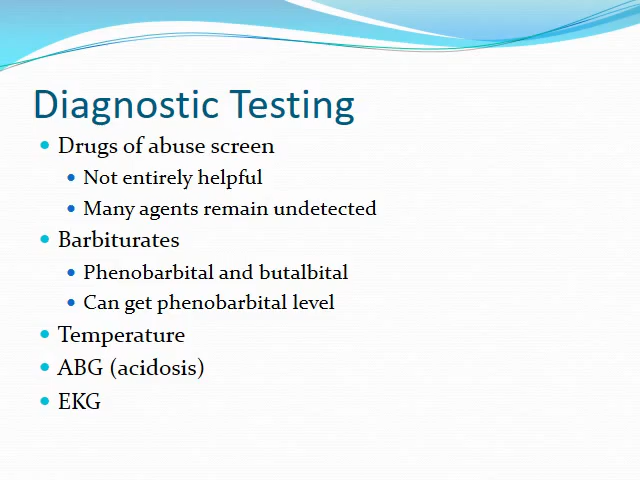 Diagnostic Testing
Drugs of abuse screen
Not entirely helpful
Many agents remain undetected
Barbiturates
Phenobarbital and butalbital
Can get phenobarbital level
Temperature
ABG (acidosis)
EKG